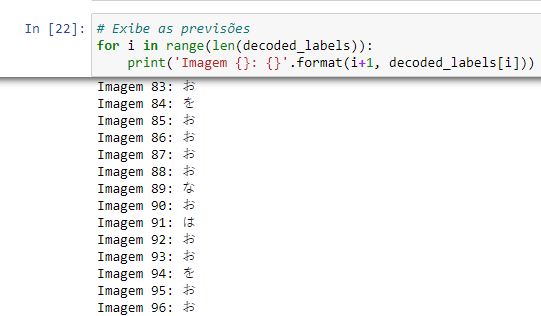 In [22]: # Exibe as previsões
for i in range(len(decoded_labels)):
    print('Imagem {}: {}'.format(i+1, decoded_labels[i]))
Imagem 83: お
Imagem 84: を
Imagem 85: お
Imagem 86: お
Imagem 87: お
Imagem 88: お
Imagem 89: な
Imagem 90: お
Imagem 91: は
Imagem 92: お
Imagem 93: お
Imagem 94: を
Imagem 95: お
Imagem 96: お